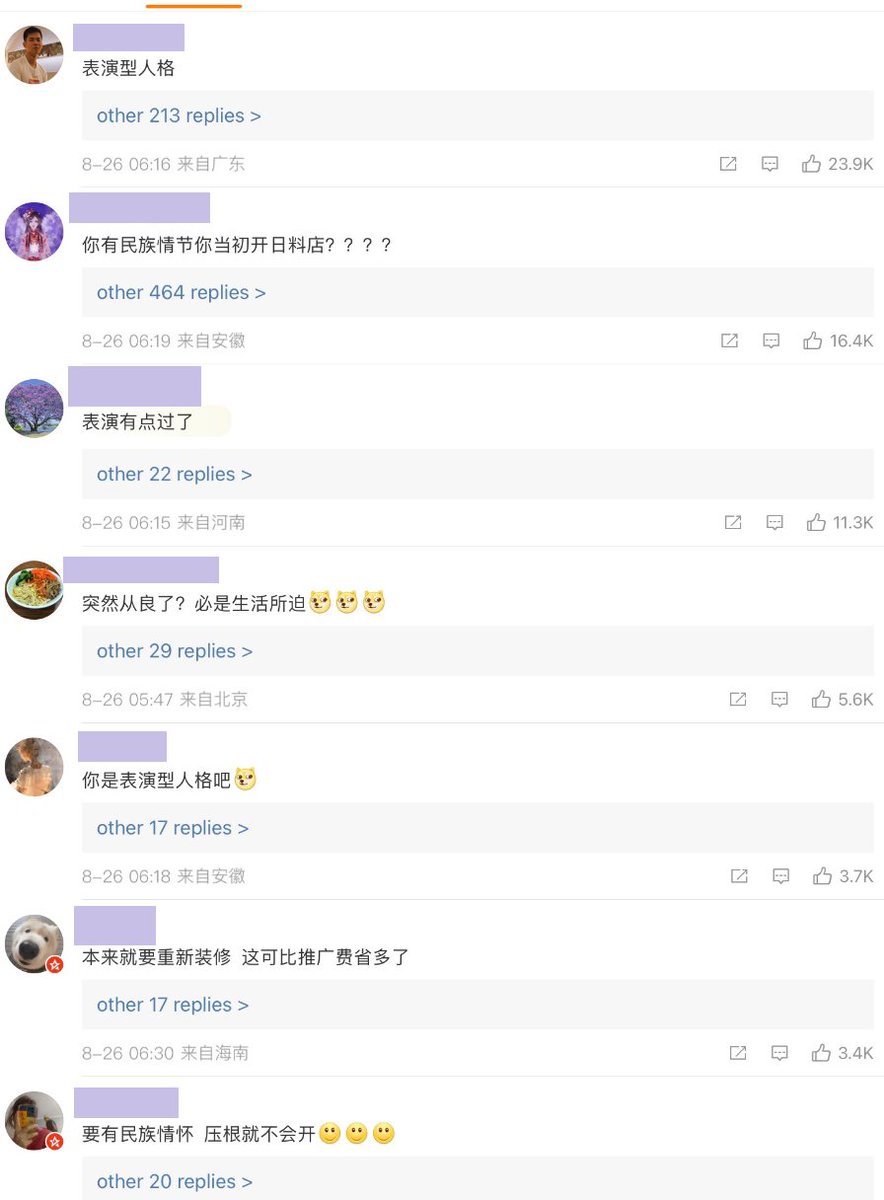 表演型人格
other 213 replies >
8-26 06:16 来自广东
23.9K
你有民族情节你当初开日料店？？？？
other 464 replies >
8-26 06:19 来自安徽
16.4K
表演有点过了
other 22 replies >
8-26 06:15 来自河南
11.3K
突然从良了？必是生活所迫
other 29 replies >
8-26 05:47 来自北京
5.6K
你是表演型人格吧
other 17 replies >
8-26 06:18 来自安徽
3.7K
本来就要重新装修 这可比推广费省多了
other 17 replies >
8-26 06:30 来自海南
3.4K
要有民族情怀 压根就不会开
other 20 replies >